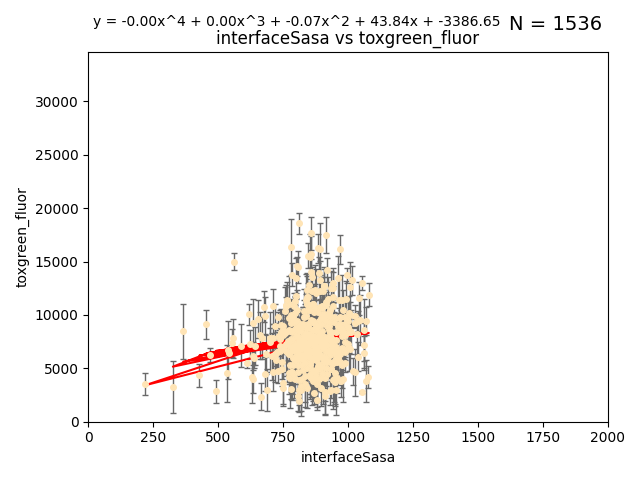 y = -0.00x^4 + 0.00x^3 + -0.07x^2 + 43.84x + -3386.65 N = 1536
interfaceSasa vs toxgreen_fluor
30000
25000
20000
15000
10000
5000
0
toxgreen_fluor
0 250 500 750 1000 1250 1500 1750 2000
interfaceSasa